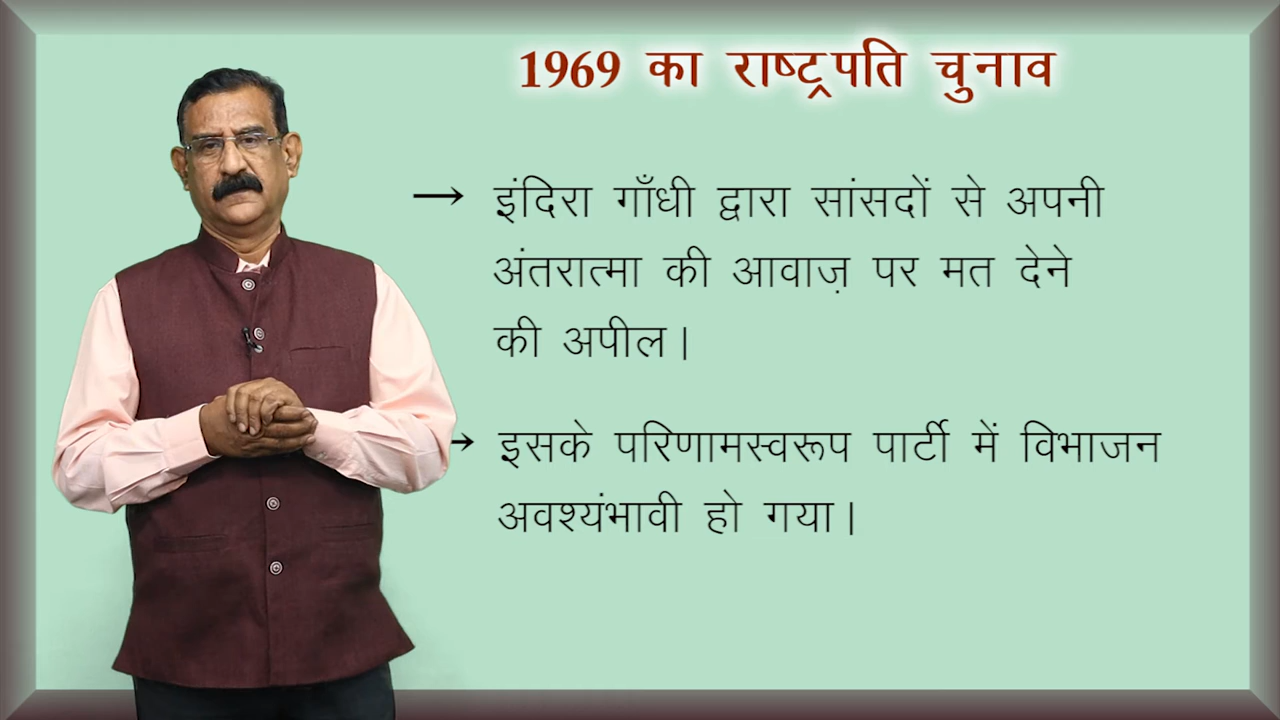 1969 का राष्ट्रपति चुनाव
→ इंदिरा गाँधी द्वारा सांसदों से अपनी
अंतरात्मा की आवाज़ पर मत देने
की अपील।
→ इसके परिणामस्वरूप पार्टी में विभाजन
अवश्यंभावी हो गया।